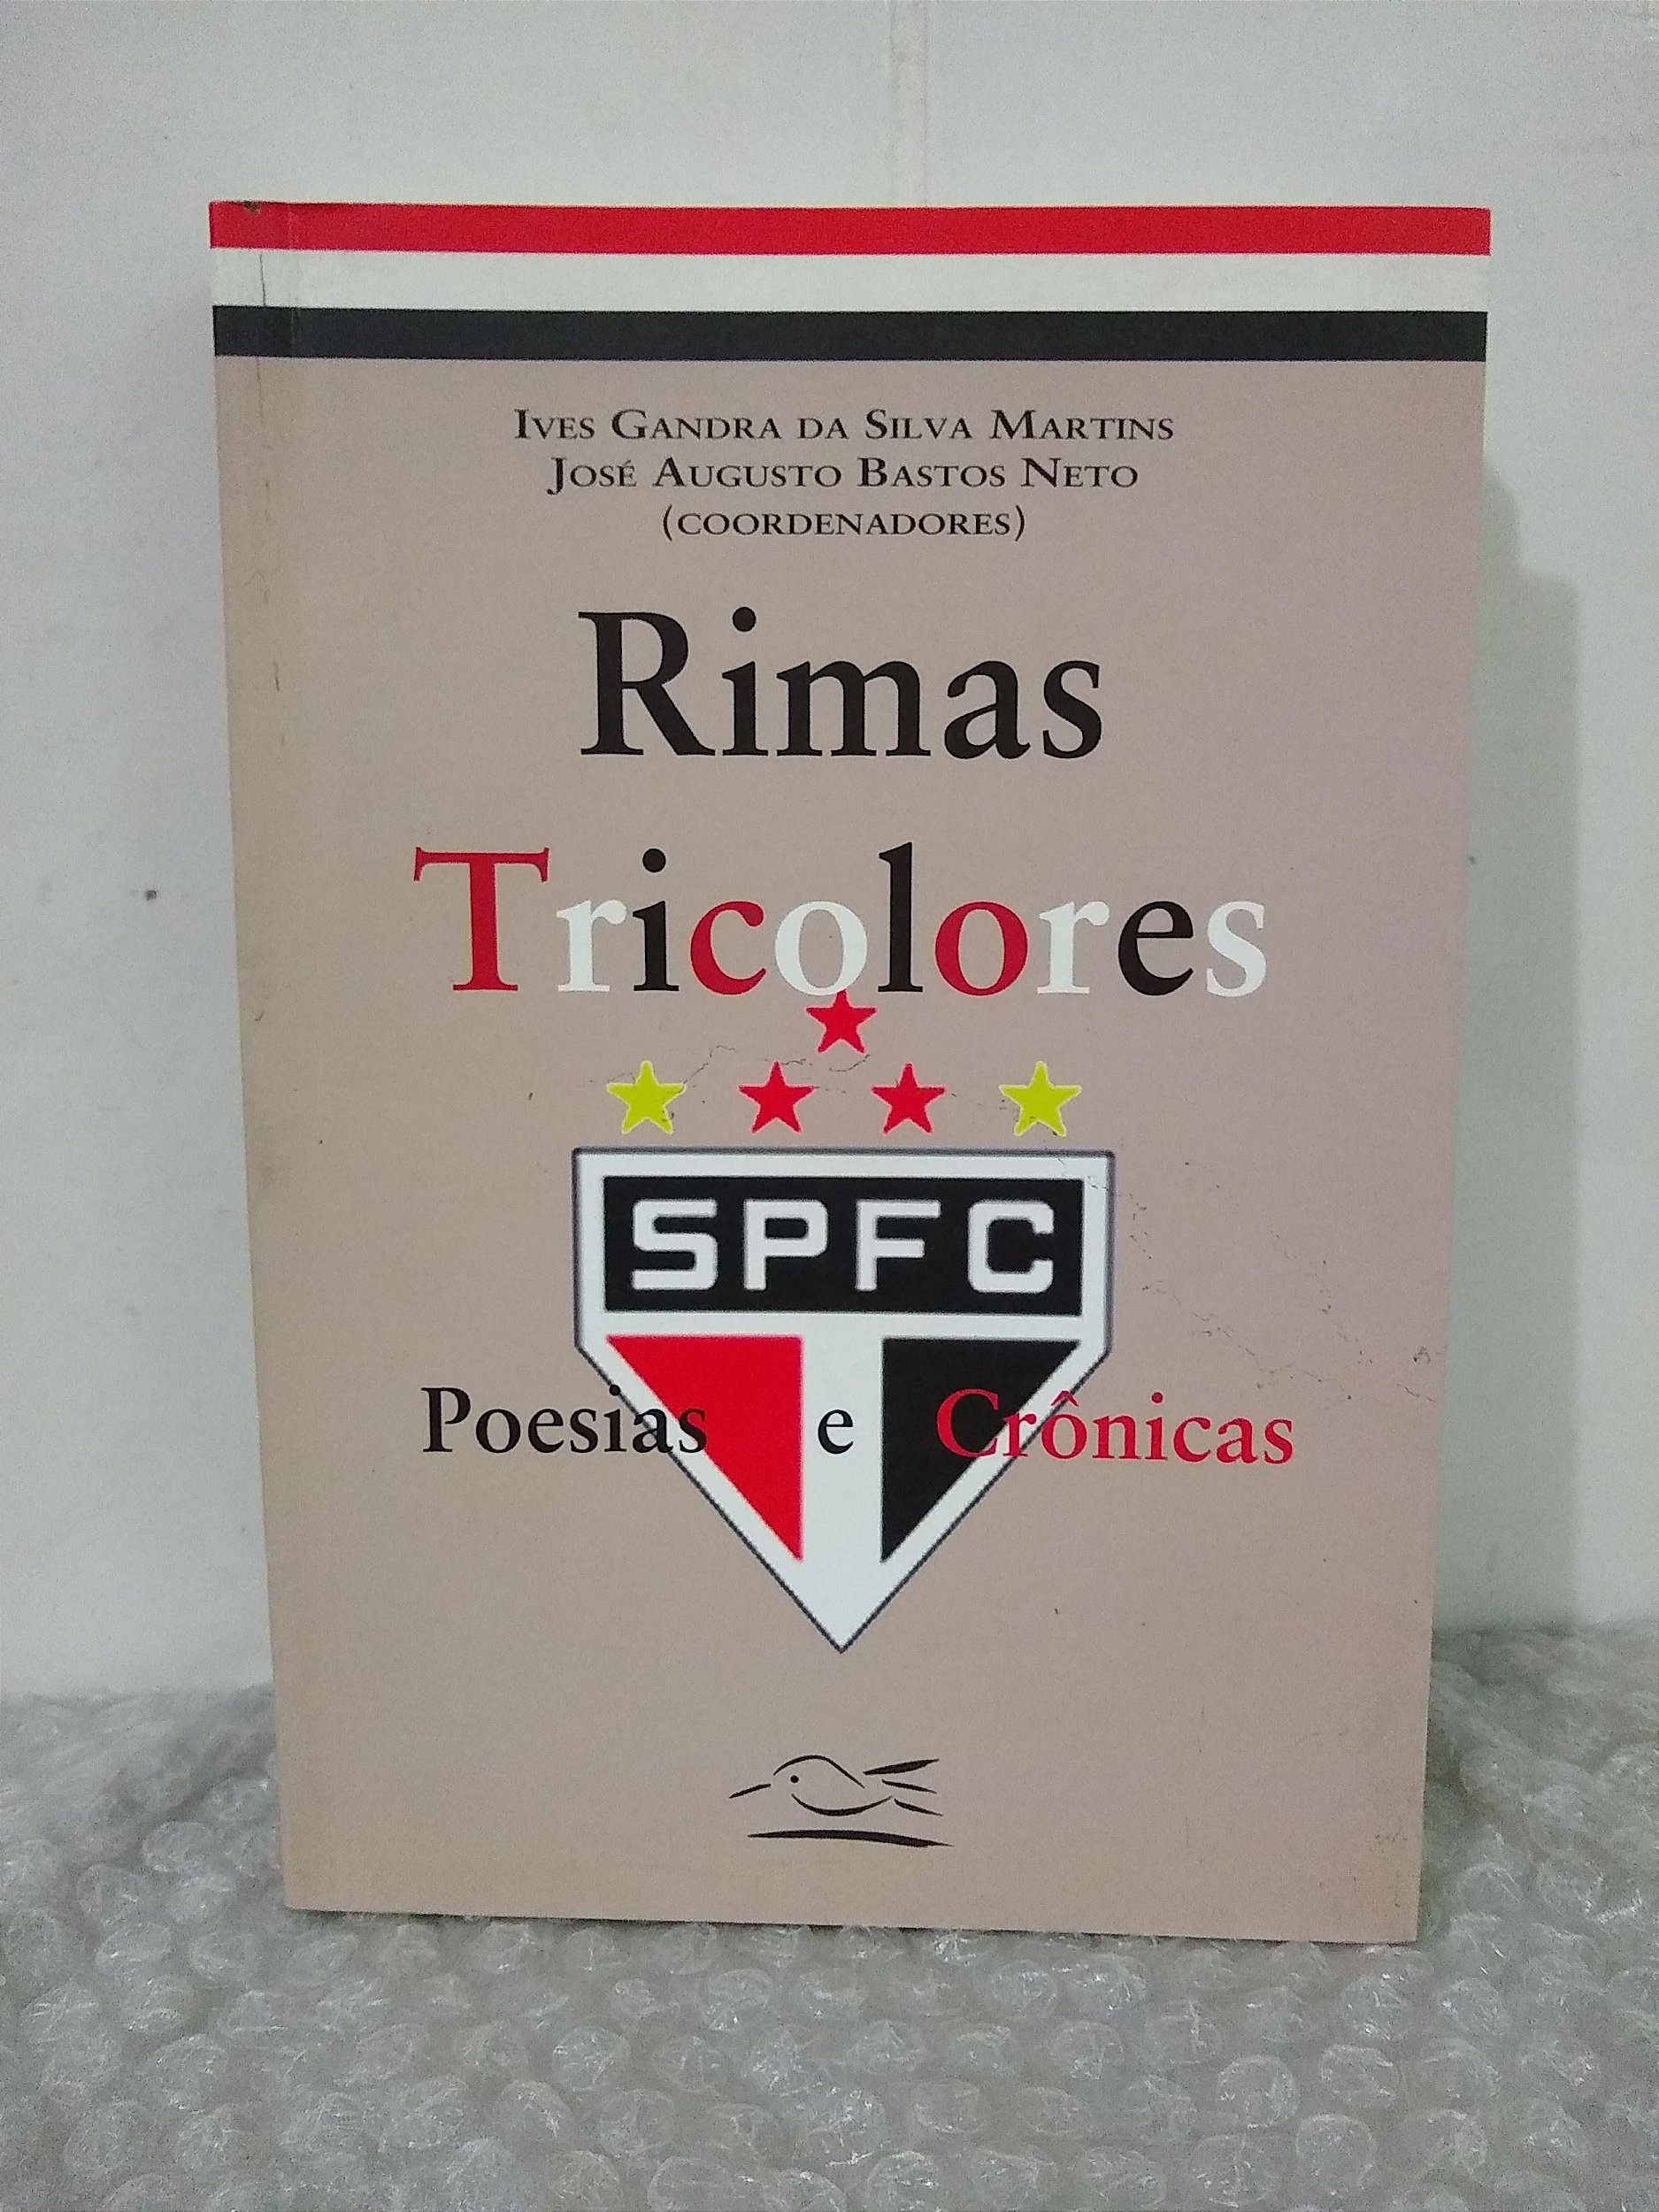 Ives Gandra da Silva Martins
José Augusto Bastos Neto
(coordenadores)
Rimas
Tricolores
SPFC
Poesias e Crônicas